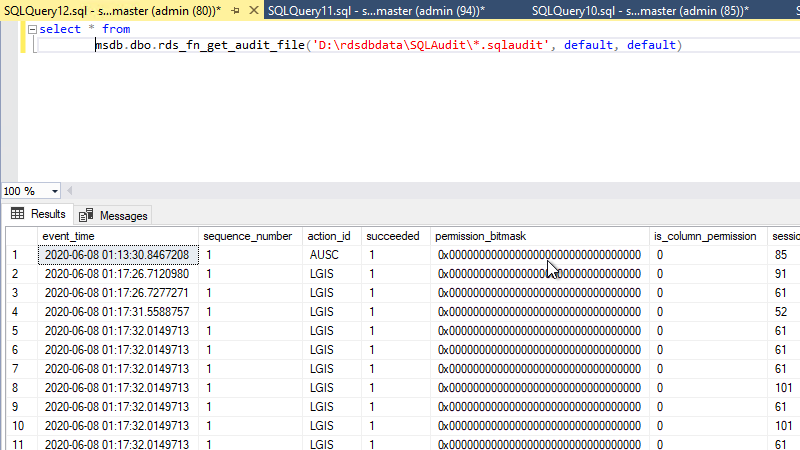 SQLQuery12.sql - s...master (admin (80))* SQLQuery11.sql - s...master (admin (94))* SQLQuery10.sql - s...master (admin (85))* S
select * from
msdb.dbo.rds_fn_get_audit_file('D:\rdsdbdata\SQLAudit\*.sqlaudit', default, default)
100 %
Results Messages
event_time sequence_number action_id succeeded permission_bitmask is_column_permission sessio
1 2020-06-08 01:13:30.8467208 1 AUSC 1 0x00000000000000000000000000000000 0 85
2 2020-06-08 01:17:26.7120980 1 LGIS 1 0x00000000000000000000000000000000 0 91
3 2020-06-08 01:17:26.7277271 1 LGIS 1 0x00000000000000000000000000000000 0 61
4 2020-06-08 01:17:31.5588757 1 LGIS 1 0x00000000000000000000000000000000 0 52
5 2020-06-08 01:17:32.0149713 1 LGIS 1 0x00000000000000000000000000000000 0 61
6 2020-06-08 01:17:32.0149713 1 LGIS 1 0x00000000000000000000000000000000 0 61
7 2020-06-08 01:17:32.0149713 1 LGIS 1 0x00000000000000000000000000000000 0 61
8 2020-06-08 01:17:32.0149713 1 LGIS 1 0x00000000000000000000000000000000 0 101
9 2020-06-08 01:17:32.0149713 1 LGIS 1 0x00000000000000000000000000000000 0 61
10 2020-06-08 01:17:32.0149713 1 LGIS 1 0x00000000000000000000000000000000 0 101
11 2020-06-08 01:17:32.0149713 1 LGIS 1 0x00000000000000000000000000000000 0 61